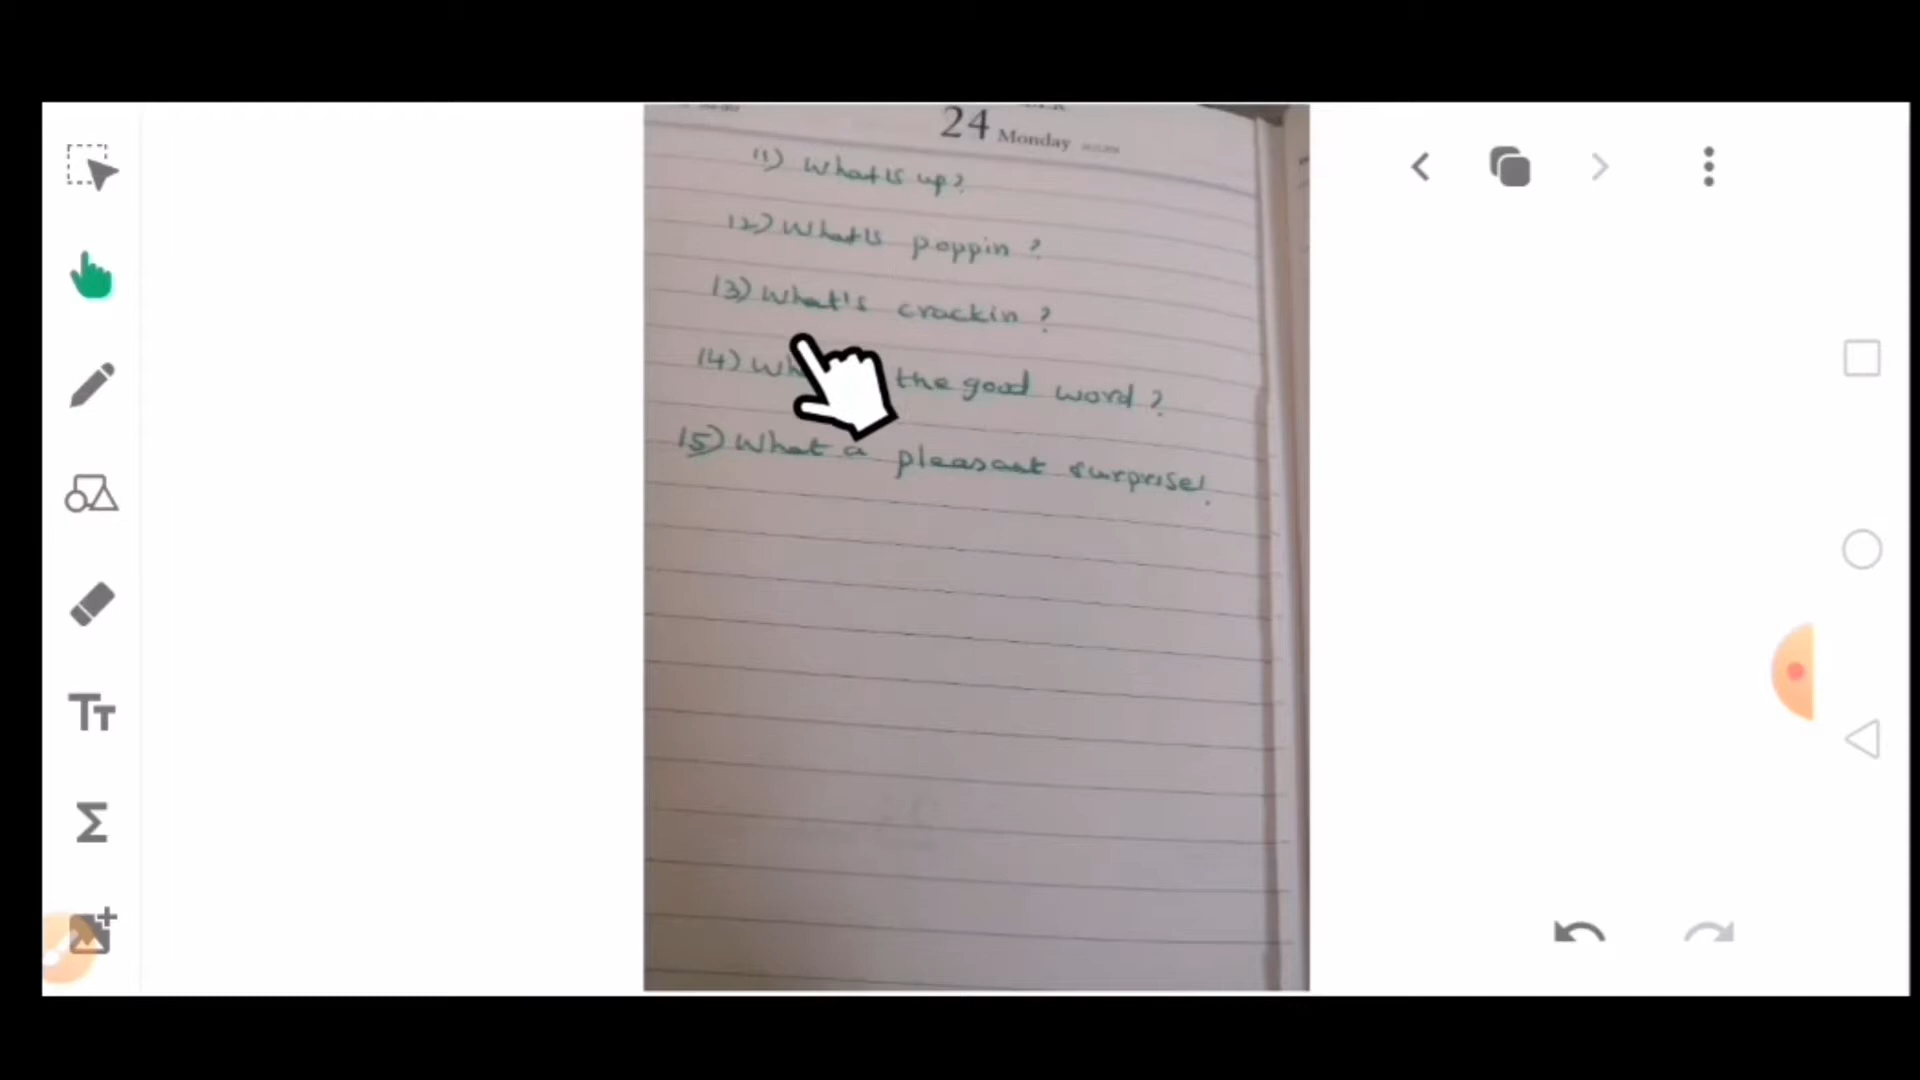 24 Monday
11) What's up?
12) What's poppin ?
13) What's crackin ?
14) the good word ?
15) What a pleasant surprise!
Tт
Σ